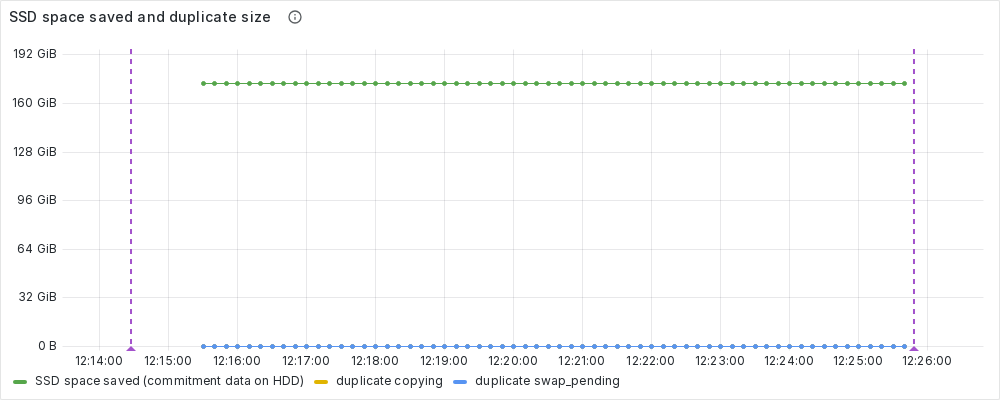 SSD space saved and duplicate size
192 GiB
160 GiB
128 GiB
96 GiB
64 GiB
32 GiB
0 B
12:14:00 12:15:00 12:16:00 12:17:00 12:18:00 12:19:00 12:20:00 12:21:00 12:22:00 12:23:00 12:24:00 12:25:00 12:26:00
SSD space saved (commitment data on HDD) duplicate copying duplicate swap_pending